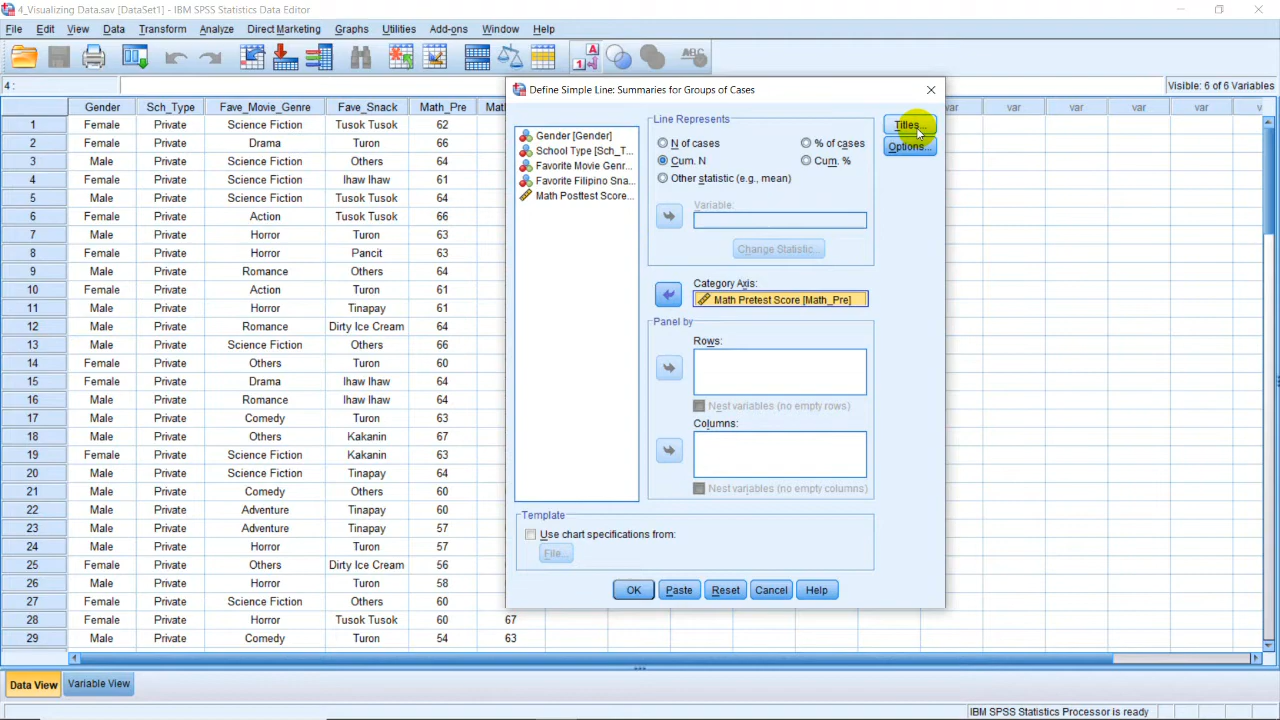 4_Visualizing Data.sav [DataSet1] - IBM SPSS Statistics Data Editor
File Edit View Data Transform Analyze Direct Marketing Graphs Utilities Add-ons Window Help
4 : Visible: 6 of 6 Variables
Gender Sch_Type Fave_Movie_Genre Fave_Snack Math_Pre Mat var var var var
1 Female Private Science Fiction Tusok Tusok 62
2 Female Private Drama Turon 66
3 Male Private Science Fiction Others 64
4 Female Private Science Fiction Ihaw Ihaw 61
5 Male Private Science Fiction Tusok Tusok 64
6 Female Private Action Tusok Tusok 66
7 Male Private Horror Turon 63
8 Female Private Horror Pancit 63
9 Male Private Romance Others 64
10 Female Private Action Turon 63
11 Male Private Horror Tinapay 61
12 Male Private Romance Dirty Ice Cream 64
13 Male Private Science Fiction Others 66
14 Female Private Others Turon 60
15 Female Private Drama Ihaw Ihaw 64
16 Male Private Romance Ihaw Ihaw 64
17 Male Private Comedy Turon 60
18 Male Private Others Kakanin 67
19 Female Private Science Fiction Kakanin 63
20 Male Private Science Fiction Tinapay 64
21 Male Private Comedy Others 60
22 Male Private Adventure Tinapay 60
23 Male Private Adventure Tinapay 57
24 Male Private Horror Turon 57
25 Female Private Others Dirty Ice Cream 56
26 Male Private Horror Turon 58
27 Female Private Science Fiction Others 60
28 Female Private Horror Tusok Tusok 60 67
29 Male Private Comedy Turon 54 63
Define Simple Line: Summaries for Groups of Cases
Gender [Gender]
School Type [Sch_T...
Favorite Movie Genr...
Favorite Filipino Sna...
Math Posttest Score...
Line Represents
N of cases % of cases
Cum. N Cum. %
Other statistic (e.g., mean)
Variable:
Change Statistic...
Category Axis:
Math Pretest Score [Math_Pre]
Panel by
Rows:
Nest variables (no empty rows)
Columns:
Nest variables (no empty columns)
Titles...
Options...
Template
Use chart specifications from:
File...
OK Paste Reset Cancel Help
Data View Variable View
IBM SPSS Statistics Processor is ready